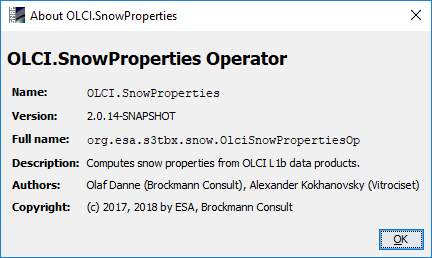 About OLCI.SnowProperties
OLCI.SnowProperties Operator
Name: OLCI.SnowProperties
Version: 2.0.14-SNAPSHOT
Full name: org.esa.s3tbx.snow.OlciSnowPropertiesOp
Description: Computes snow properties from OLCI L1b data products.
Authors: Olaf Danne (Brockmann Consult), Alexander Kokhanovsky (Vitrociset)
Copyright: (c) 2017, 2018 by ESA, Brockmann Consult
OK